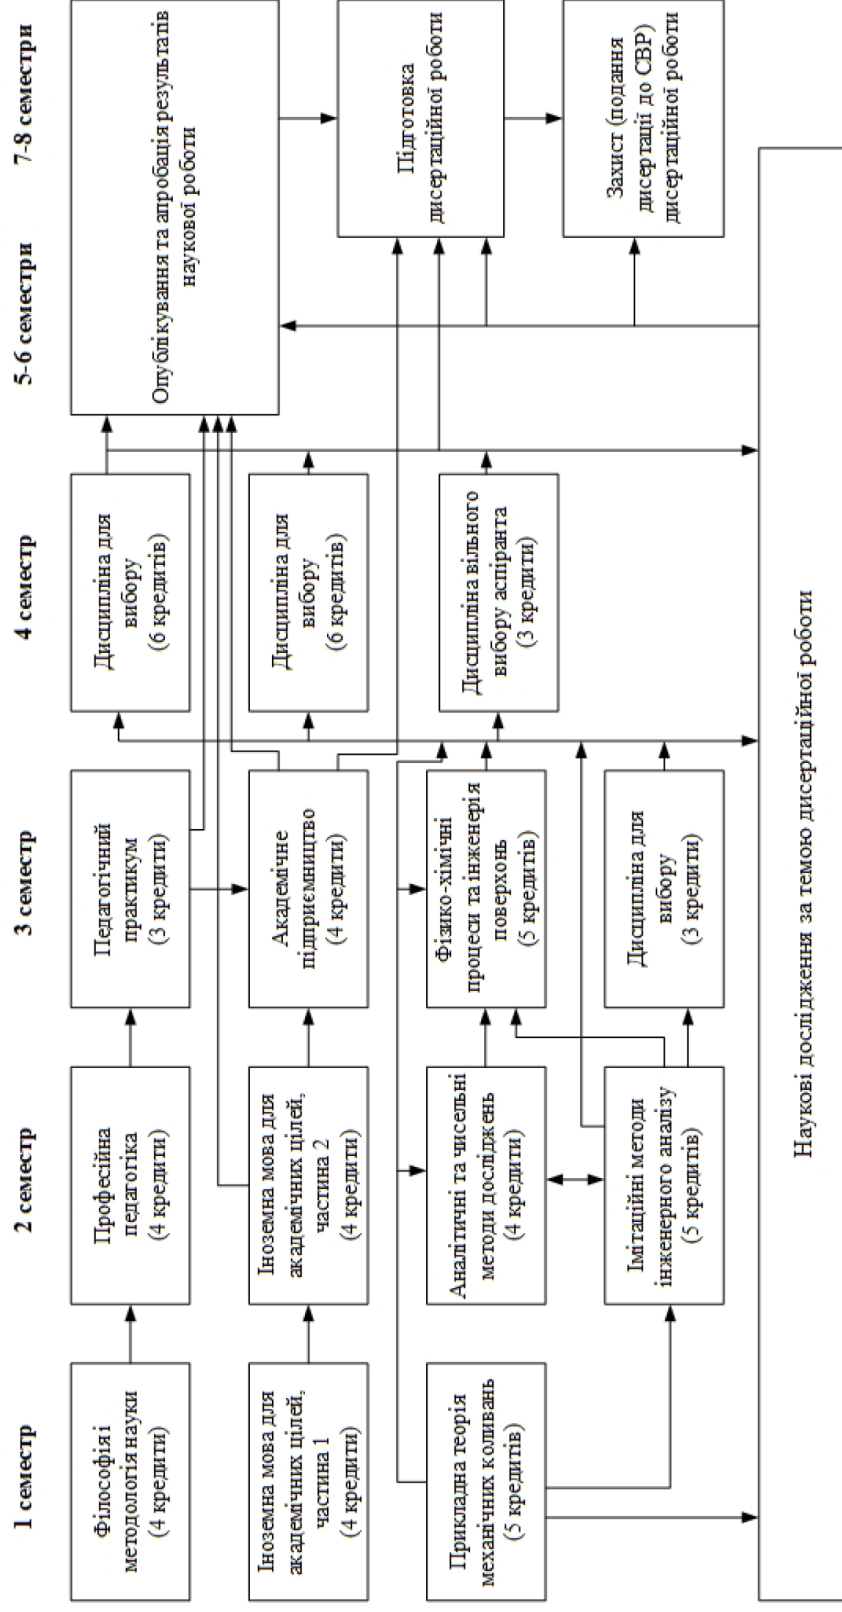 1 семестр
2 семестр
3 семестр
4 семестр
5-6 семестри
7-8 семестри
Філософія і
методологія науки
(4 кредити)
Професійна
педагогіка
(4 кредити)
Педагогічний
практикум
(3 кредити)
Дисципліна для
вибору
(6 кредитів)
Опублікування та апробація результатів
наукової роботи
Іноземна мова для
академічних цілей,
частина 1
(4 кредити)
Іноземна мова для
академічних цілей,
частина 2
(4 кредити)
Академічне
підприємництво
(4 кредити)
Дисципліна для
вибору
(6 кредитів)
Підготовка
дисертаційної роботи
Прикладна теорія
механічних коливань
(5 кредитів)
Аналітичні та чисельні
методи досліджень
(4 кредити)
Фізико-хімічні
процеси та інженерія
поверхонь
(5 кредитів)
Дисципліна вільного
вибору аспіранта
(3 кредити)
Захист (подання
дисертації до СВР)
дисертаційної роботи
Імітаційні методи
інженерного аналізу
(5 кредитів)
Дисципліна для
вибору
(3 кредити)
Наукові дослідження за темою дисертаційної роботи